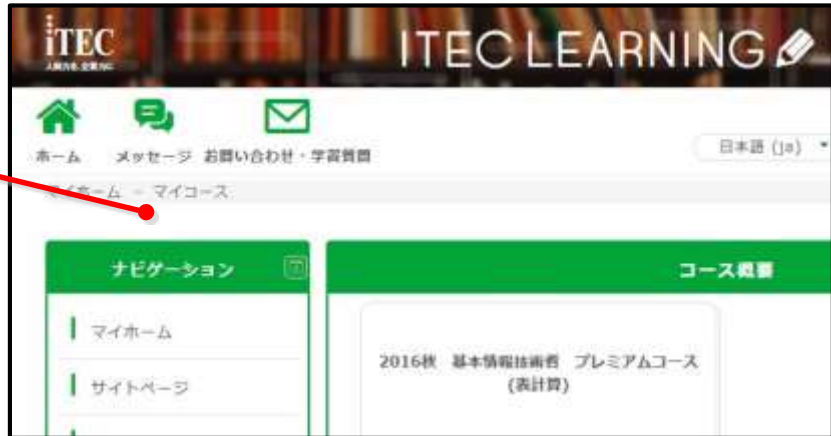 iTEC
ITEC LEARNING
ホーム メッセージ お問い合わせ・学習質問
日本語 (ja)
マイホーム マイコース
ナビゲーション
コース概要
マイホーム
2016秋 基本情報技術者 プレミアムコース
(表計算)
サイトページ